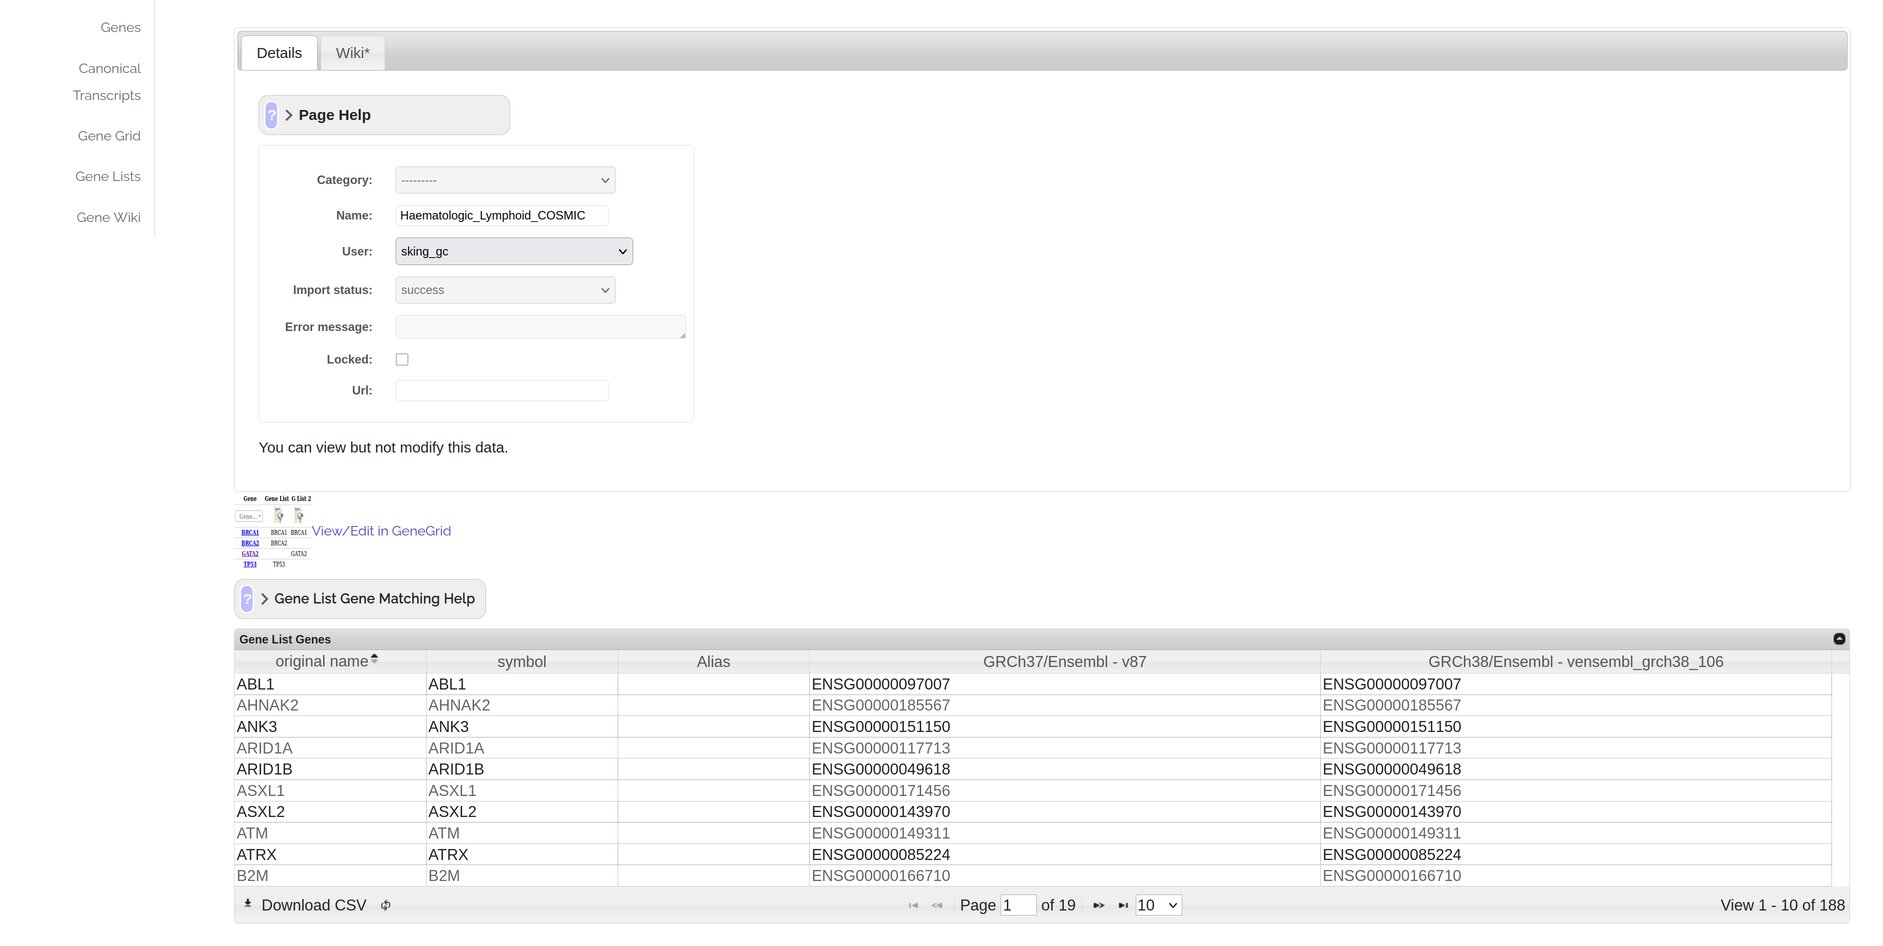 Genes
Canonical
Transcripts
Gene Grid
Gene Lists
Gene Wiki
Details Wiki*
? Page Help
Category: ---------
Name: Haematologic_Lymphoid_COSMIC
User: sking_gc
Import status: success
Error message:
Locked:
Url:
You can view but not modify this data.
Gene Gene List G List 2
Gene...
BRCA1 BRCA1 BRCA1
BRCA2 BRCA2
GATA2 GATA2
TP53 TP53
View/Edit in GeneGrid
? Gene List Gene Matching Help
Gene List Genes
original name symbol Alias GRCh37/Ensembl - v87 GRCh38/Ensembl - vensembl_grch38_106
ABL1 ABL1 ENSG00000097007 ENSG00000097007
AHNAK2 AHNAK2 ENSG00000185567 ENSG00000185567
ANK3 ANK3 ENSG00000151150 ENSG00000151150
ARID1A ARID1A ENSG00000117713 ENSG00000117713
ARID1B ARID1B ENSG00000049618 ENSG00000049618
ASXL1 ASXL1 ENSG00000171456 ENSG00000171456
ASXL2 ASXL2 ENSG00000143970 ENSG00000143970
ATM ATM ENSG00000149311 ENSG00000149311
ATRX ATRX ENSG00000085224 ENSG00000085224
B2M B2M ENSG00000166710 ENSG00000166710
Download CSV Page 1 of 19 10 View 1 - 10 of 188